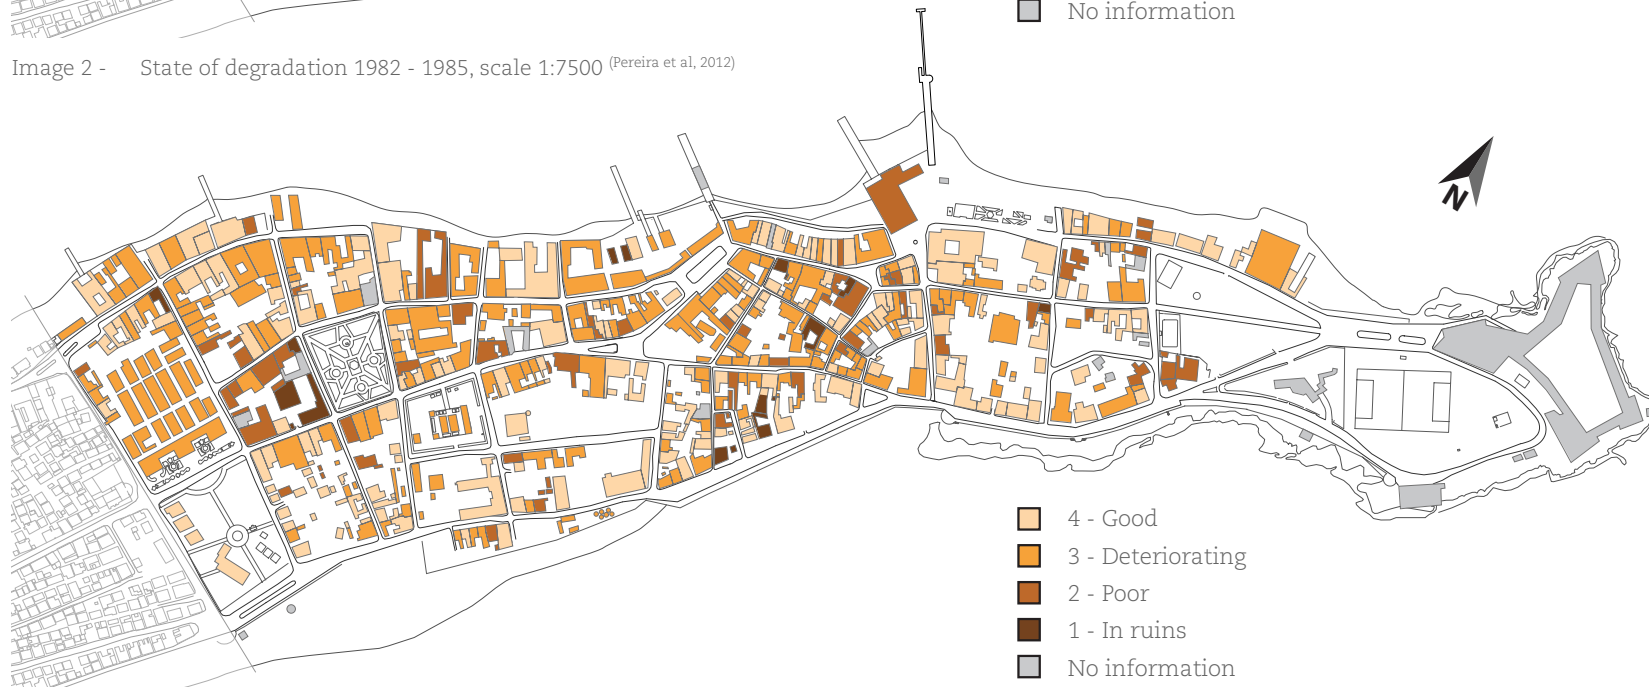 No information
Image 2 - State of degradation 1982 - 1985, scale 1:7500 (Pereira et al, 2012)
N
4 - Good
3 - Deteriorating
2 - Poor
1 - In ruins
No information